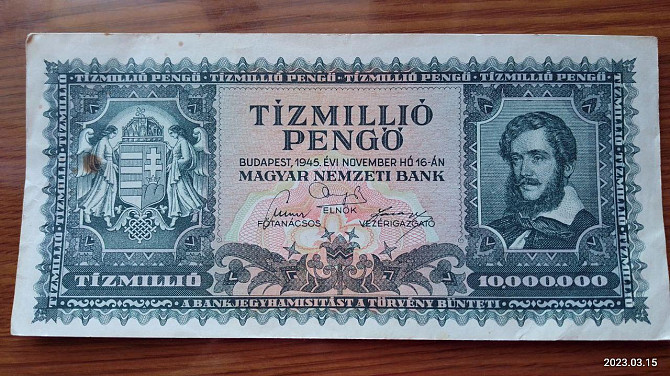 TÍZMILLIÓ PENGŐ ★ TÍZMILLIÓ PENGŐ ★ TÍZMILLIÓ PENGŐ ★ TÍZMILLIÓ PENGŐ
TÍZMILLIÓ
PENGŐ
BUDAPEST, 1945. ÉVI NOVEMBER HÓ 16-ÁN
MAGYAR NEMZETI BANK
ELNÖK
FŐTANÁCSOS
VEZÉRIGAZGATÓ
TÍZMILLIÓ
10,000.000
A BANKJEGYHAMISÍTÁST A TÖRVÉNY BÜNTETI
2023.03.15